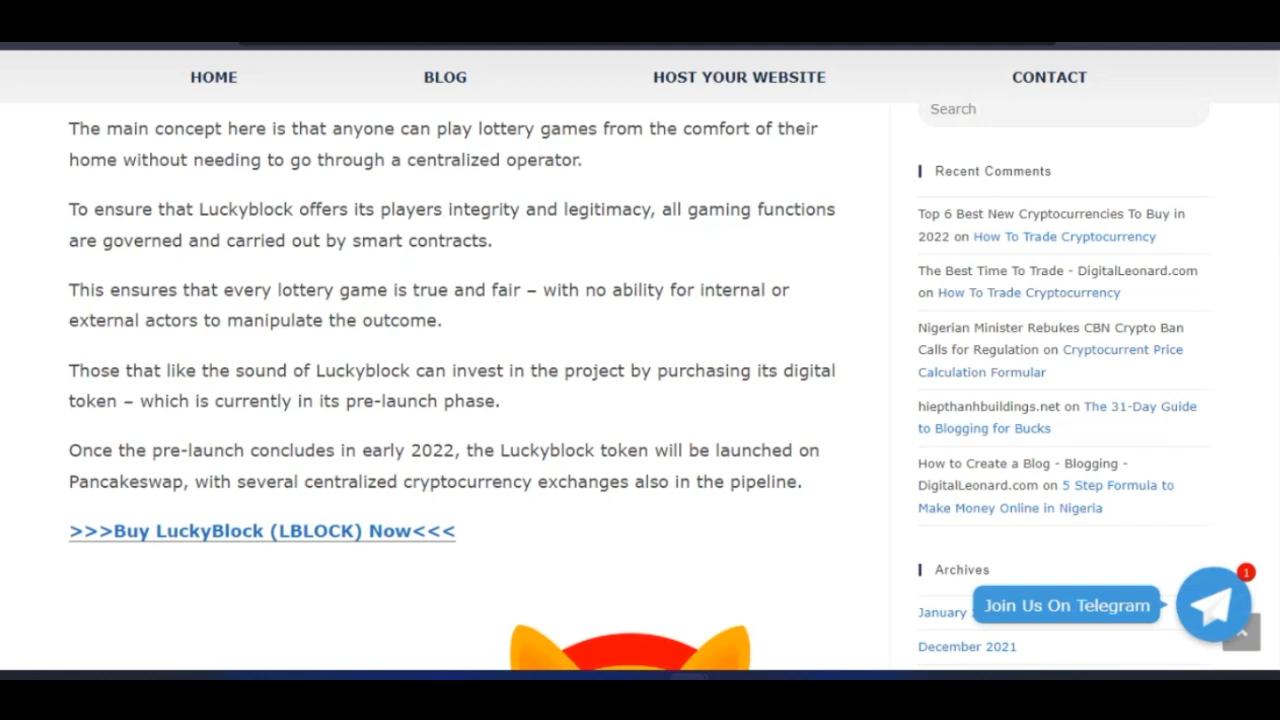 HOME BLOG HOST YOUR WEBSITE CONTACT
The main concept here is that anyone can play lottery games from the comfort of their
home without needing to go through a centralized operator.
To ensure that Luckyblock offers its players integrity and legitimacy, all gaming functions
are governed and carried out by smart contracts.
This ensures that every lottery game is true and fair – with no ability for internal or
external actors to manipulate the outcome.
Those that like the sound of Luckyblock can invest in the project by purchasing its digital
token – which is currently in its pre-launch phase.
Once the pre-launch concludes in early 2022, the Luckyblock token will be launched on
Pancakeswap, with several centralized cryptocurrency exchanges also in the pipeline.
>>>Buy LuckyBlock (LBLOCK) Now<<<
Search
Recent Comments
Top 6 Best New Cryptocurrencies To Buy in
2022 on How To Trade Cryptocurrency
The Best Time To Trade - DigitalLeonard.com
on How To Trade Cryptocurrency
Nigerian Minister Rebukes CBN Crypto Ban
Calls for Regulation on Cryptocurrent Price
Calculation Formular
hiepthanhbuildings.net on The 31-Day Guide
to Blogging for Bucks
How to Create a Blog - Blogging -
DigitalLeonard.com on 5 Step Formula to
Make Money Online in Nigeria
Archives
January
December 2021
Join Us On Telegram
1